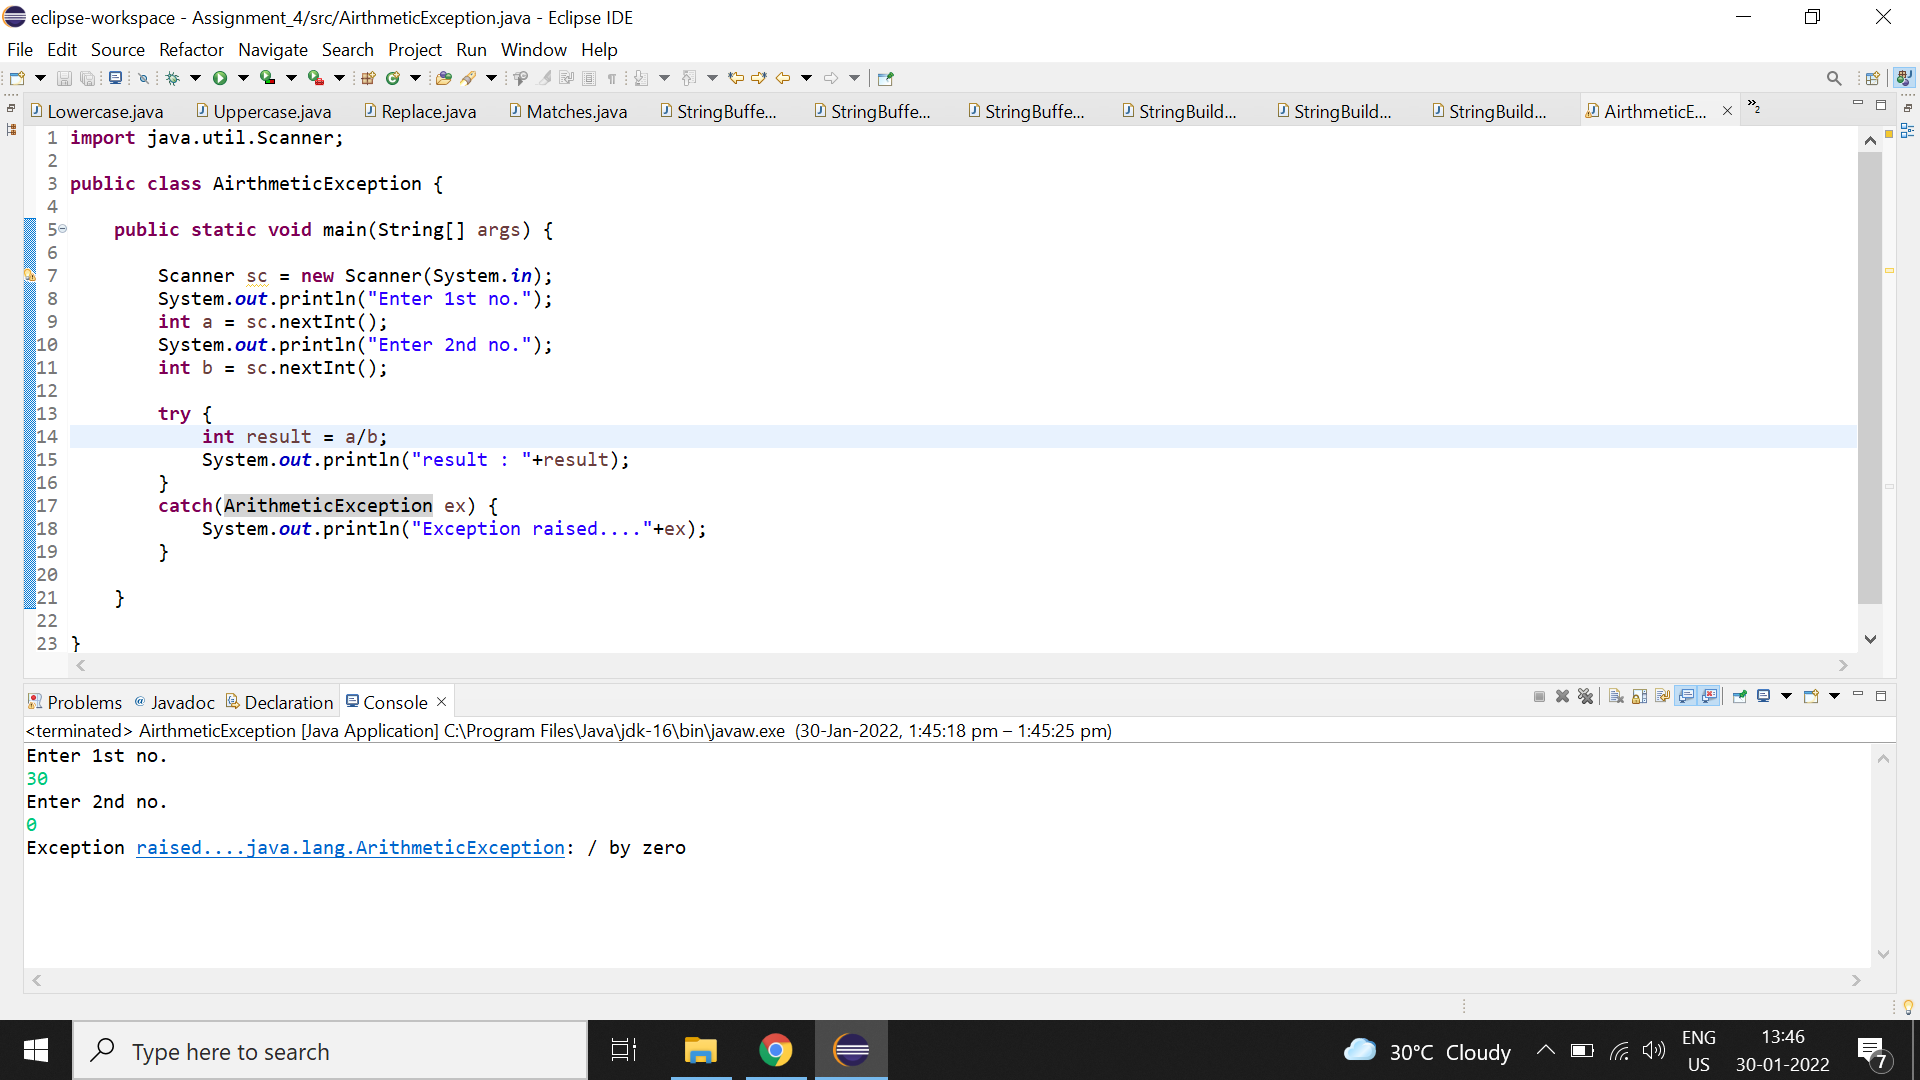 eclipse-workspace - Assignment_4/src/AirthmeticException.java - Eclipse IDE
File Edit Source Refactor Navigate Search Project Run Window Help
Lowercase.java Uppercase.java Replace.java Matches.java StringBuffe... StringBuffe... StringBuffe... StringBuild... StringBuild... StringBuild... AirthmeticE... »2
1 import java.util.Scanner;
2
3 public class AirthmeticException {
4
5 public static void main(String[] args) {
6
7 Scanner sc = new Scanner(System.in);
8 System.out.println("Enter 1st no.");
9 int a = sc.nextInt();
10 System.out.println("Enter 2nd no.");
11 int b = sc.nextInt();
12
13 try {
14 int result = a/b;
15 System.out.println("result : "+result);
16 }
17 catch(ArithmeticException ex) {
18 System.out.println("Exception raised...."+ex);
19 }
20
21 }
22
23 }
Problems @ Javadoc Declaration Console
<terminated> AirthmeticException [Java Application] C:\Program Files\Java\jdk-16\bin\javaw.exe (30-Jan-2022, 1:45:18 pm – 1:45:25 pm)
Enter 1st no.
30
Enter 2nd no.
0
Exception raised....java.lang.ArithmeticException: / by zero
Type here to search
30°C Cloudy
ENG
US
13:46
30-01-2022
7